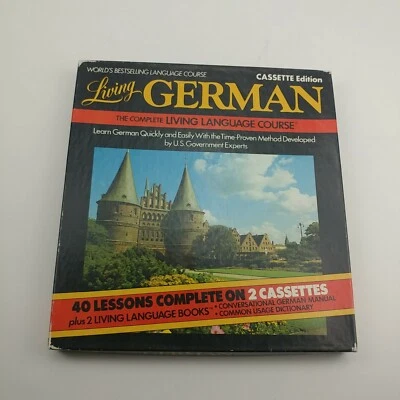 WORLD'S BESTSELLING LANGUAGE COURSE
CASSETTE Edition
Living GERMAN
THE COMPLETE LIVING LANGUAGE COURSE
Learn German Quickly and Easily With the Time-Proven Method Developed
by U.S. Government Experts
40 LESSONS COMPLETE ON 2 CASSETTES
plus 2 LIVING LANGUAGE BOOKS
• CONVERSATIONAL GERMAN MANUAL
• COMMON USAGE DICTIONARY